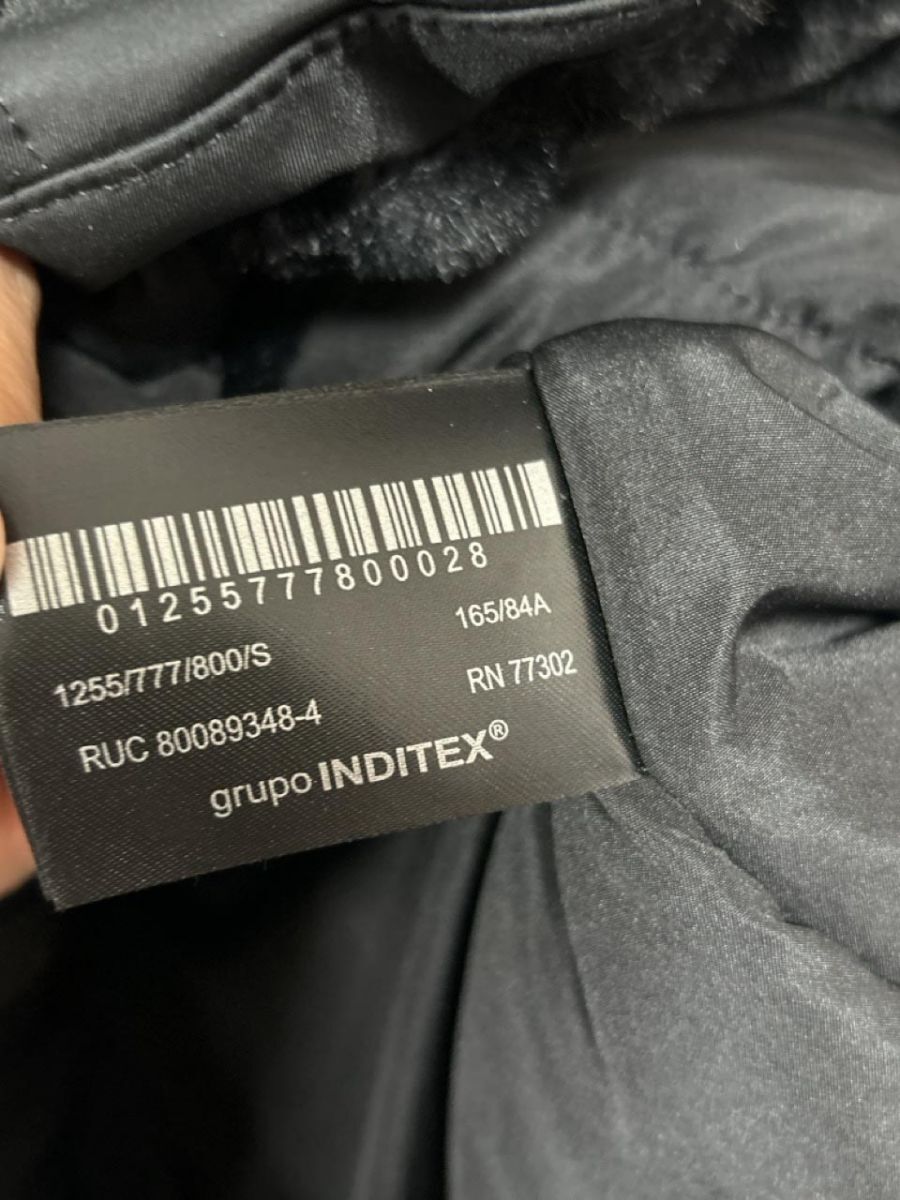 01255777800028
1255/777/800/S 165/84A
RUC 80089348-4 RN 77302
grupo INDITEX®